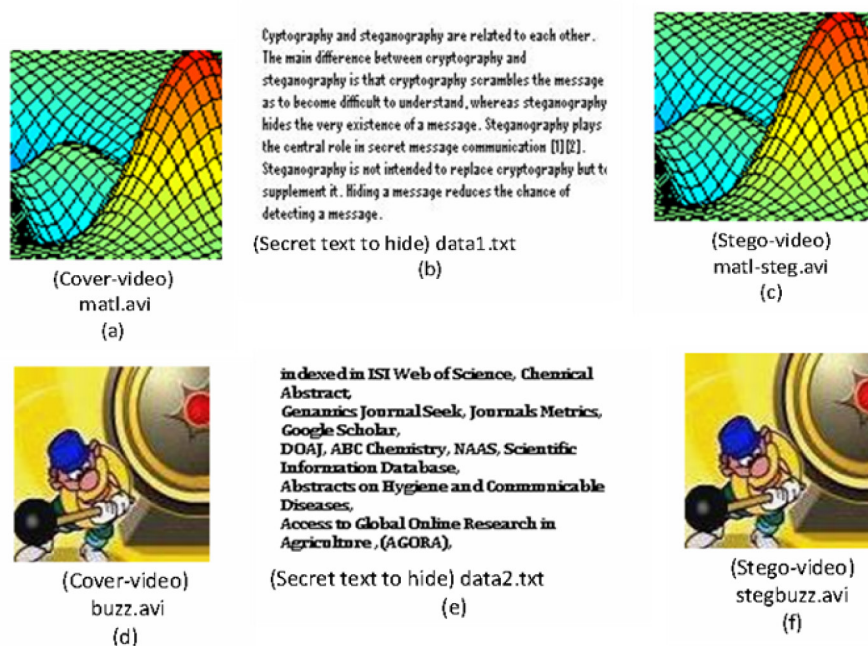 Cyptography and steganography are related to each other.
The main difference between cryptography and
steganography is that cryptography scrambles the message
as to become difficult to understand, whereas steganography
hides the very existence of a message. Steganography plays
the central role in secret message communication [1][2].
Steganography is not intended to replace cryptography but to
supplement it. Hiding a message reduces the chance of
detecting a message.
(Cover-video)
matl.avi
(a)
(Secret text to hide) data1.txt
(b)
(Stego-video)
matl-steg.avi
(c)
indexed in ISI Web of Science, Chemical
Abstract,
Genamics Journal Seek, Journals Metrics,
Google Scholar,
DOAJ, ABC Chemistry, NAAS, Scientific
Information Database,
Abstracts on Hygiene and Communicable
Diseases,
Access to Global Online Research in
Agriculture ,(AGORA),
(Cover-video)
buzz.avi
(d)
(Secret text to hide) data2.txt
(e)
(Stego-video)
stegbuzz.avi
(f)